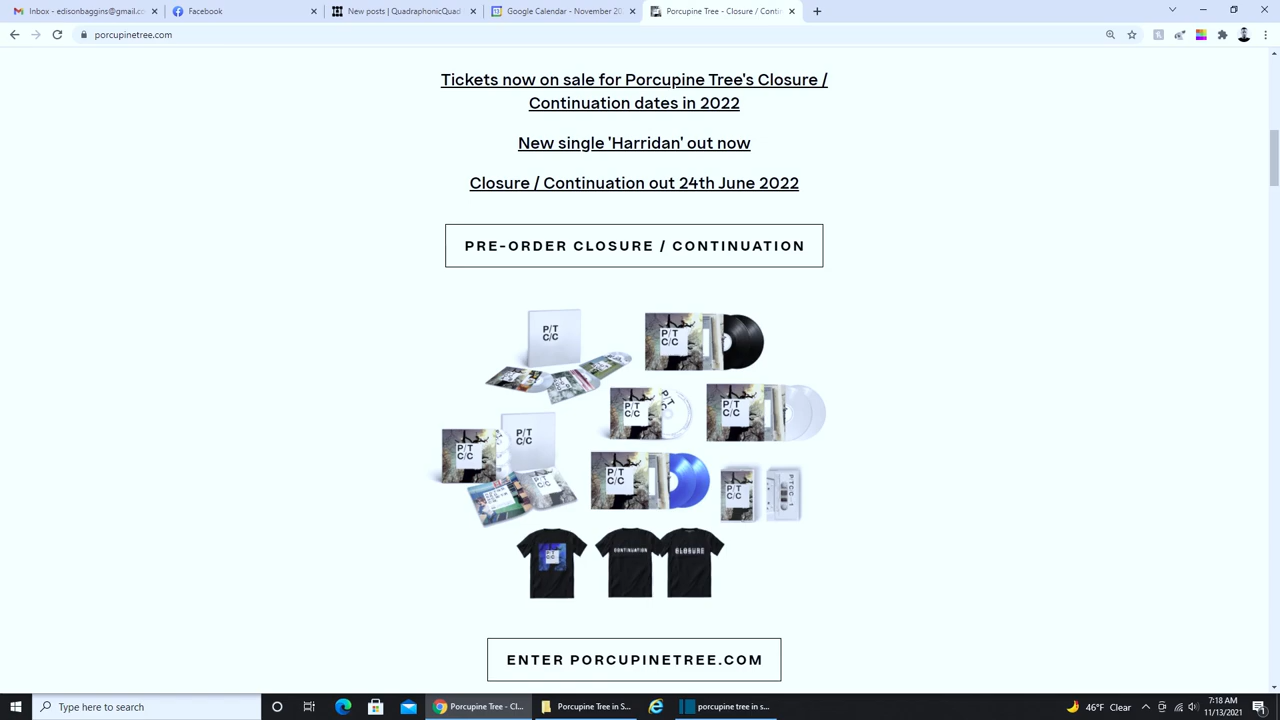 Inbox - edisonbaggins@gmail.co
Facebook
New posts | QuadraphonicQuad
Google Calendar - November 20
Porcupine Tree - Closure / Contin
porcupinetree.com
Tickets now on sale for Porcupine Tree's Closure /
Continuation dates in 2022
New single 'Harridan' out now
Closure / Continuation out 24th June 2022
PRE-ORDER CLOSURE / CONTINUATION
P/T
C/C
P/T
C/C
P/T
C/C
P/T
C/C
P/T
C/C
P/T
C/C
P/T
C/C
P/T
C/C
CONTINUATION
CLOSURE
ENTER PORCUPINETREE.COM
Type here to search
Porcupine Tree - Cl...
Porcupine Tree in S...
porcupine tree in s...
46°F Clear
7:18 AM
11/13/2021